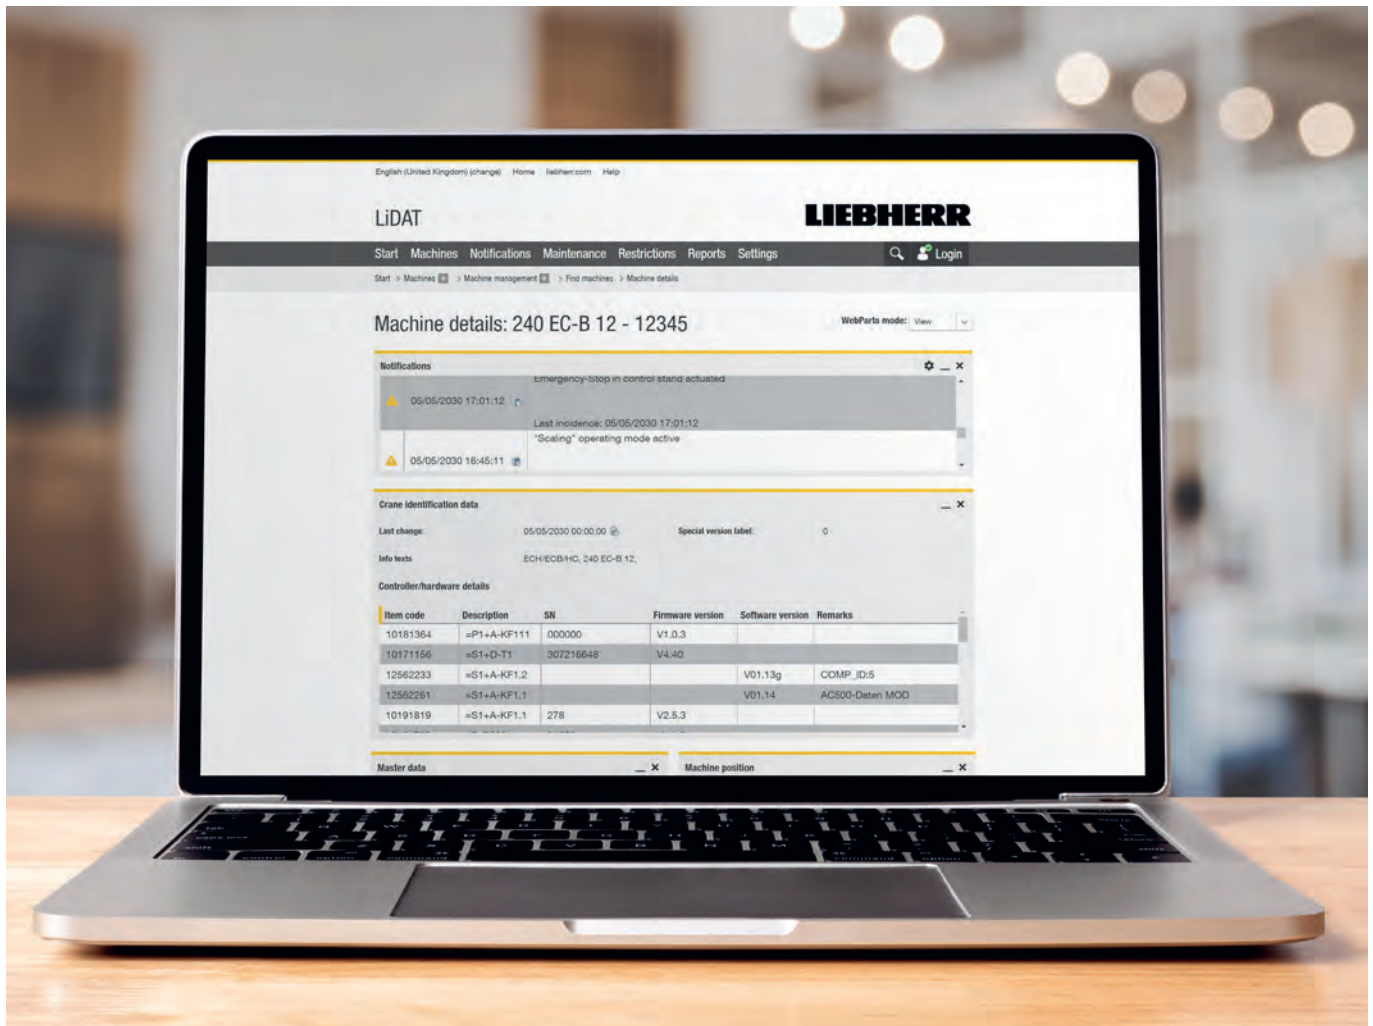 English (United Kingdom) (change) Home liebherr.com Help
LiDAT
LIEBHERR
Start Machines Notifications Maintenance Restrictions Reports Settings Login
Start > Machines > Machine management > Find machines > Machine details
Machine details: 240 EC-B 12 - 12345
WebParts mode: View
Notifications
Emergency-Stop in control stand actuated
05/05/2030 17:01:12
Last incidence: 05/05/2030 17:01:12
"Scaling" operating mode active
05/05/2030 16:45:11
Crane identification data
Last change: 05/05/2030 00:00:00 Special version label: 0
Info texts ECH/ECB/HC, 240 EC-B 12,
Controller/hardware details
Item code Description SN Firmware version Software version Remarks
10181364 =P1+A-KF111 000000 V1.0.3
10171156 =S1+D-T1 307216648 V4.40
12562233 =S1+A-KF1.2 V01.13g COMP_ID:5
12562261 =S1+A-KF1.1 V01.14 AC500-Daten MOD
10191819 =S1+A-KF1.1 278 V2.5.3
Master data Machine position
control option command
command option